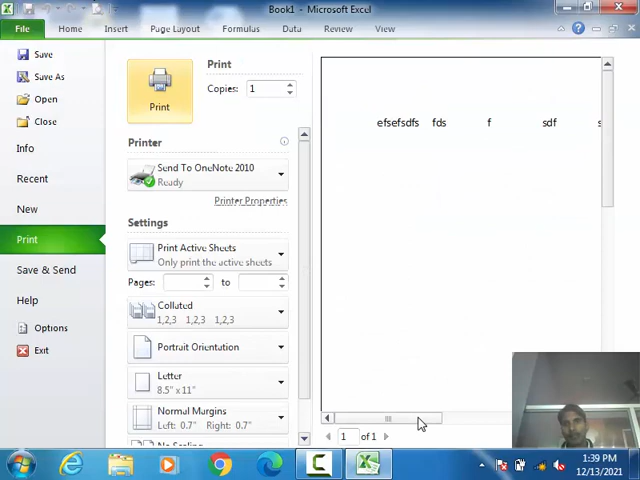 Book1 - Microsoft Excel
File Home Insert Page Layout Formulas Data Review View
Save
Save As
Open
Close
Info
Recent
New
Print
Save & Send
Help
Options
Exit
Print
Print
Copies: 1
Printer
Send To OneNote 2010
Ready
Printer Properties
Settings
Print Active Sheets
Only print the active sheets
Pages: to
Collated
1,2,3 1,2,3 1,2,3
Portrait Orientation
Letter
8.5" x 11"
Normal Margins
Left: 0.7" Right: 0.7"
No Scaling
efsefsdfs fds f sdf s
1 of 1
1:39 PM
12/13/2021